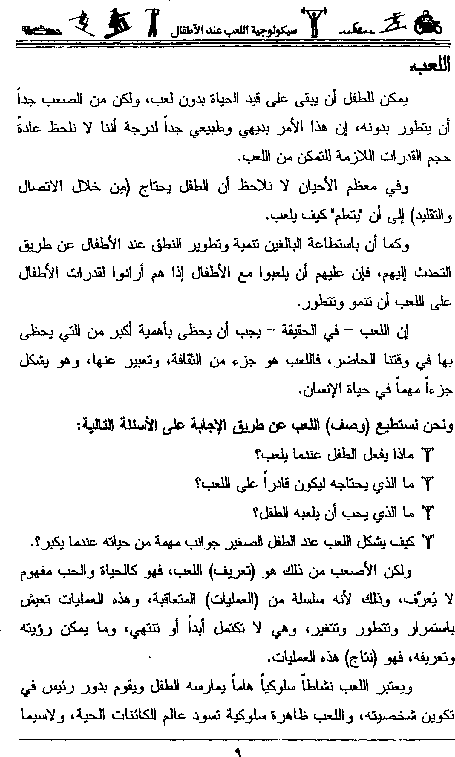 سيكولوجية اللعب عند الأطفال
اللعب.
يمكن للطفل أن يبقى على قيد الحياة بدون لعب، ولكن من الصعب جداً
أن يتطور بدونه، إن هذا الأمر بديهي وطبيعي جداً لدرجة أننا لا نلحظ عادةً
حجم القدرات اللازمة للتمكن من اللعب.
وفي معظم الأحيان لا نلاحظ أن الطفل يحتاج (من خلال الاتصال
والتقليد) إلى أن "يتعلم" كيف يلعب.
وكما أن باستطاعة البالغين تنمية وتطوير النطق عند الأطفال عن طريق
التحدث إليهم، فإن عليهم أن يلعبوا مع الأطفال إذا هم أرادوا لقدرات الأطفال
على اللعب أن تنمو وتتطور.
إن اللعب – في الحقيقة – يجب أن يحظى بأهمية أكبر من التي يحظى
بها في وقتنا الحاضر، فاللعب هو جزء من الثقافة، وتعبير عنها، وهو يشكل
جزءاً مهماً في حياة الإنسان.
ونحن نستطيع (وصف) اللعب عن طريق الإجابة على الأسئلة التالية:
ماذا يفعل الطفل عندما يلعب؟
ما الذي يحتاجه ليكون قادراً على اللعب؟
ما الذي يحب أن يلعبه الطفل؟
كيف يشكل اللعب عند الطفل الصغير جوانب مهمة من حياته عندما يكبر؟.
ولكن الأصعب من ذلك هو (تعريف) اللعب، فهو كالحياة والحب مفهوم
لا يُعرَّف، وذلك لأنه سلسلة من (العمليات) المتعاقبة، وهذه العمليات تعيش
باستمرار وتتطور وتتغير، وهي لا تكتمل أبداً أو تنتهي، وما يمكن رؤيته
وتعريفه، فهو (نتاج) هذه العمليات.
ويعتبر اللعب نشاطاً سلوكياً هاماً يمارسه الطفل ويقوم بدور رئيس في
تكوين شخصيته، واللعب ظاهرة سلوكية تسود عالم الكائنات الحية، ولاسيما
٩